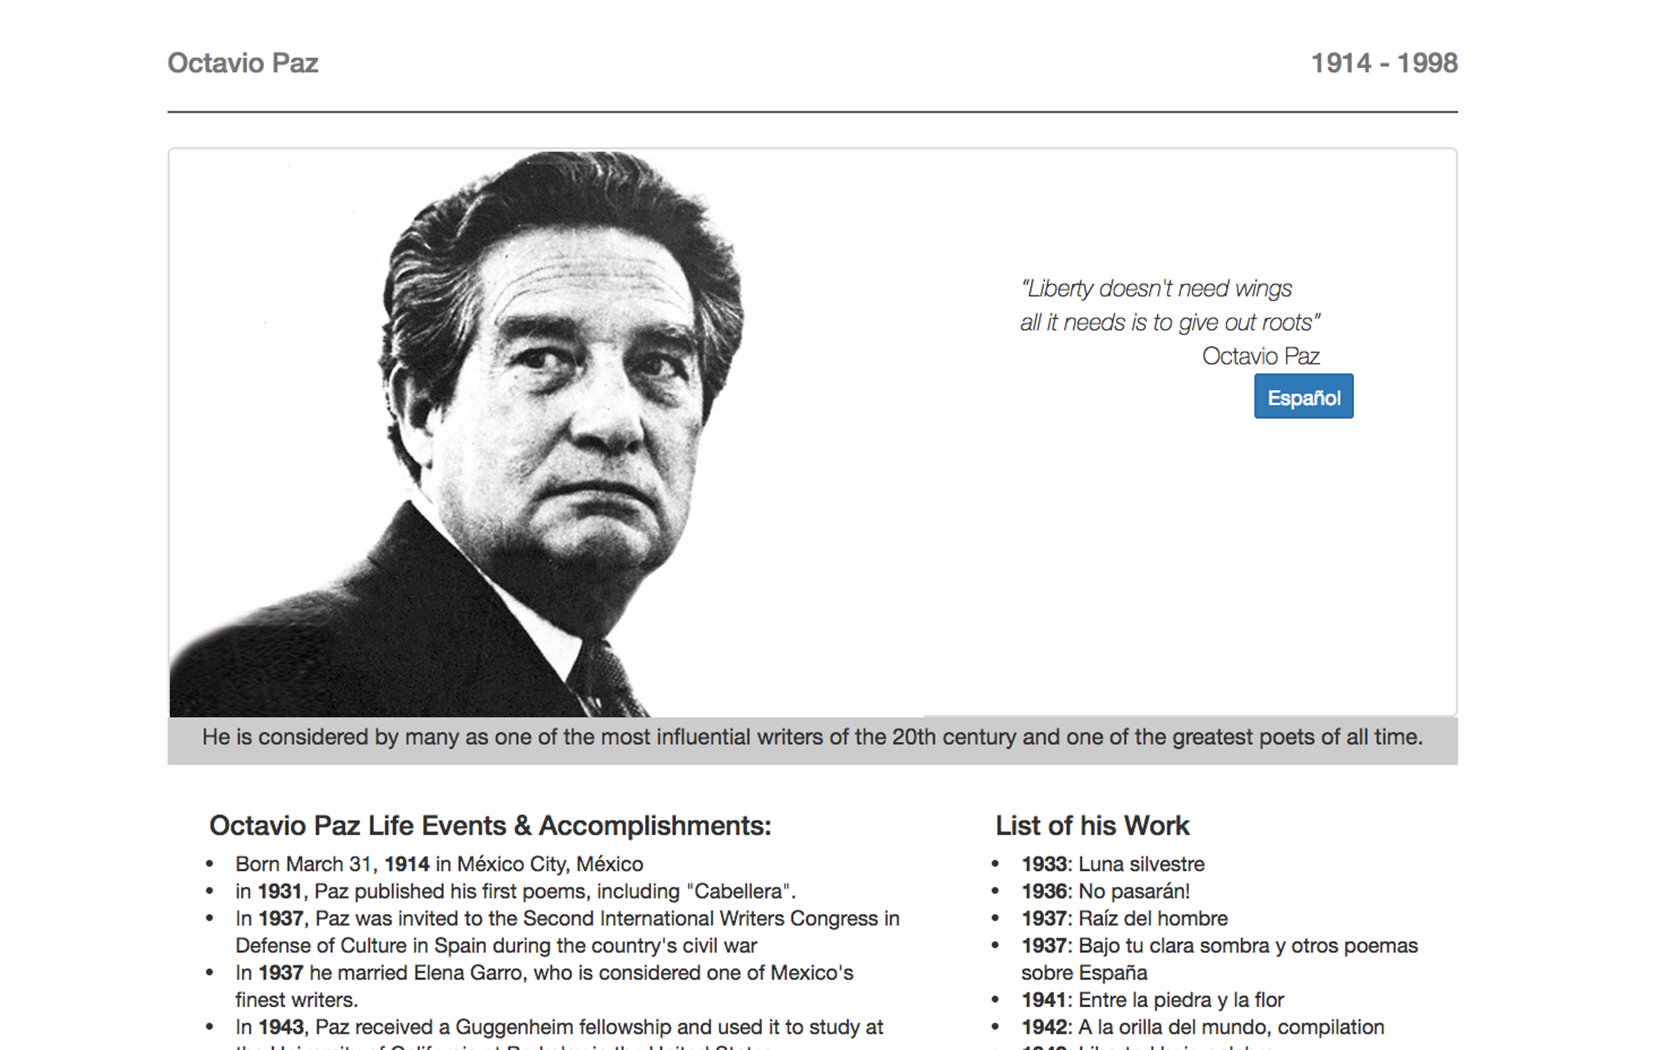 Octavio Paz
1914 - 1998
"Liberty doesn't need wings
all it needs is to give out roots"
Octavio Paz
Español
He is considered by many as one of the most influential writers of the 20th century and one of the greatest poets of all time.
Octavio Paz Life Events & Accomplishments:
• Born March 31, 1914 in México City, México
• in 1931, Paz published his first poems, including "Cabellera".
• In 1937, Paz was invited to the Second International Writers Congress in
Defense of Culture in Spain during the country's civil war
• In 1937 he married Elena Garro, who is considered one of Mexico's
finest writers.
• In 1943, Paz received a Guggenheim fellowship and used it to study at
List of his Work
• 1933: Luna silvestre
• 1936: No pasarán!
• 1937: Raíz del hombre
• 1937: Bajo tu clara sombra y otros poemas
sobre España
• 1941: Entre la piedra y la flor
• 1942: A la orilla del mundo, compilation